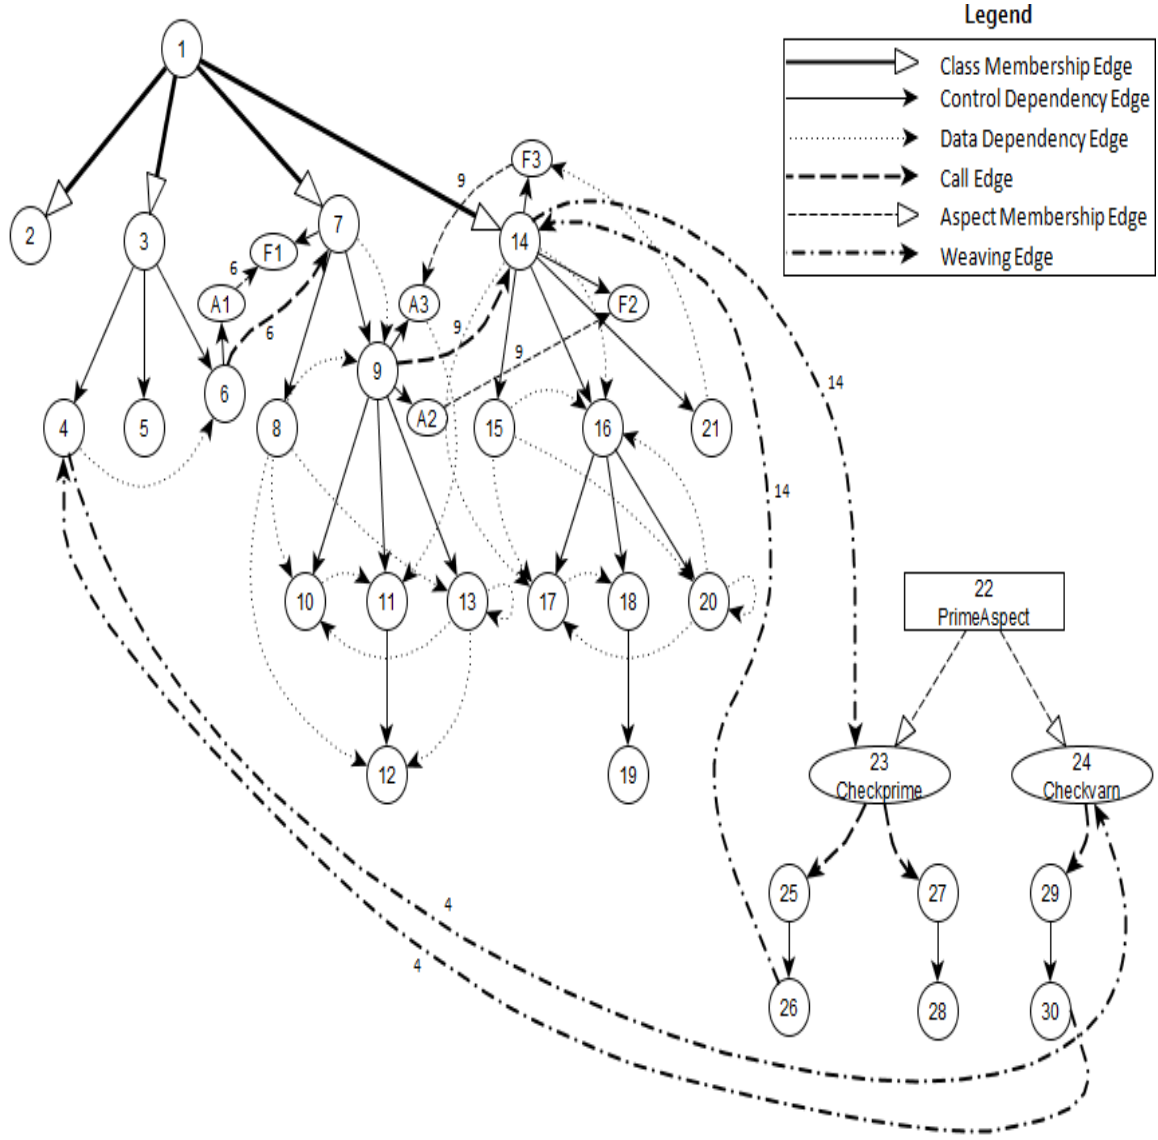 Legend
Class Membership Edge
Control Dependency Edge
Data Dependency Edge
Call Edge
Aspect Membership Edge
Weaving Edge
1
F3
9
2
3
7
14
F1
6
A1
A3
F2
6
9
9
9
6
A2
14
4
5
8
15
16
21
14
10
11
13
17
18
20
22
PrimeAspect
12
19
23
Checkprime
24
Checkvarn
25
27
29
4
4
26
28
30